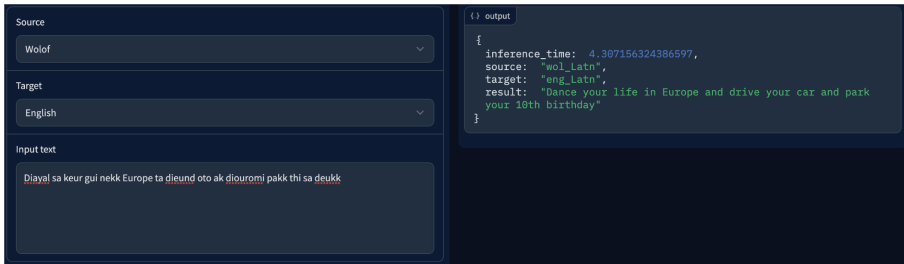 Source
Wolof
Target
English
Input text
Diayal sa keur gui nekk Europe ta dieund oto ak diouromi pakk thi sa deukk
{·} output
{
inference_time: 4.307156324386597,
source: "wol_Latn",
target: "eng_Latn",
result: "Dance your life in Europe and drive your car and park
your 10th birthday"
}